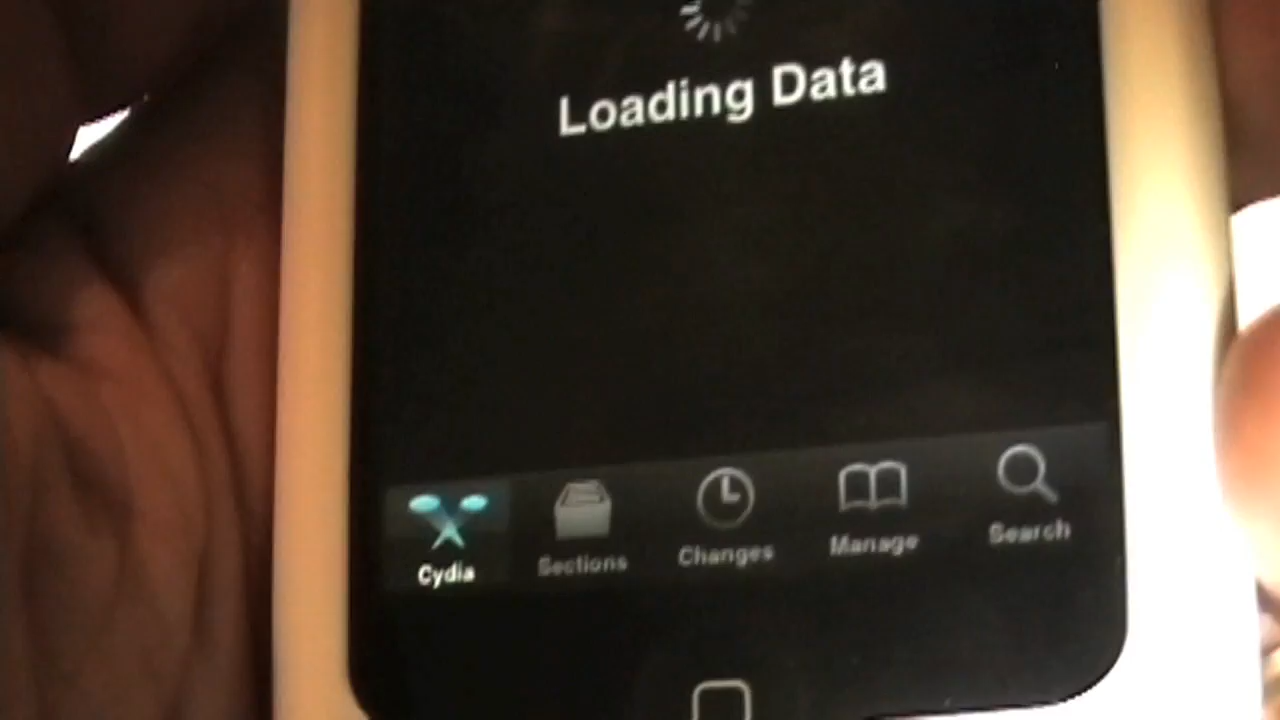 Loading Data
Cydia
Sections
Changes
Manage
Search